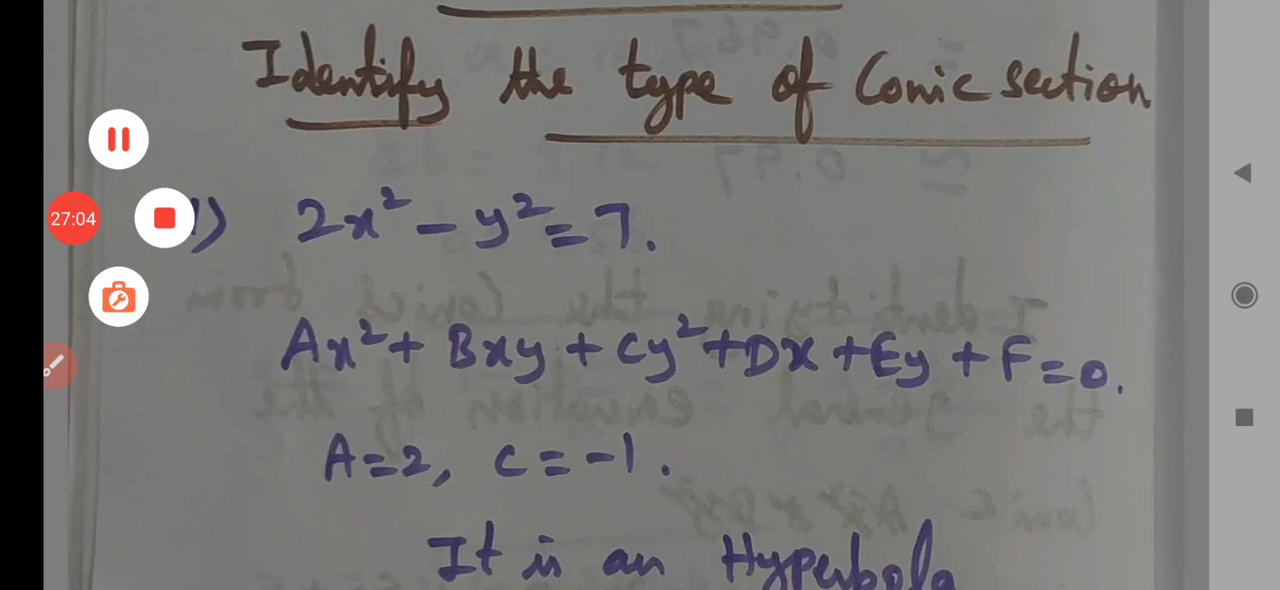 Identify the type of Conic section
1) 2x² - y² = 7.
Ax² + Bxy + Cy² + Dx + Ey + F = 0.
A = 2, C = -1.
It is an Hyperbola
27:04